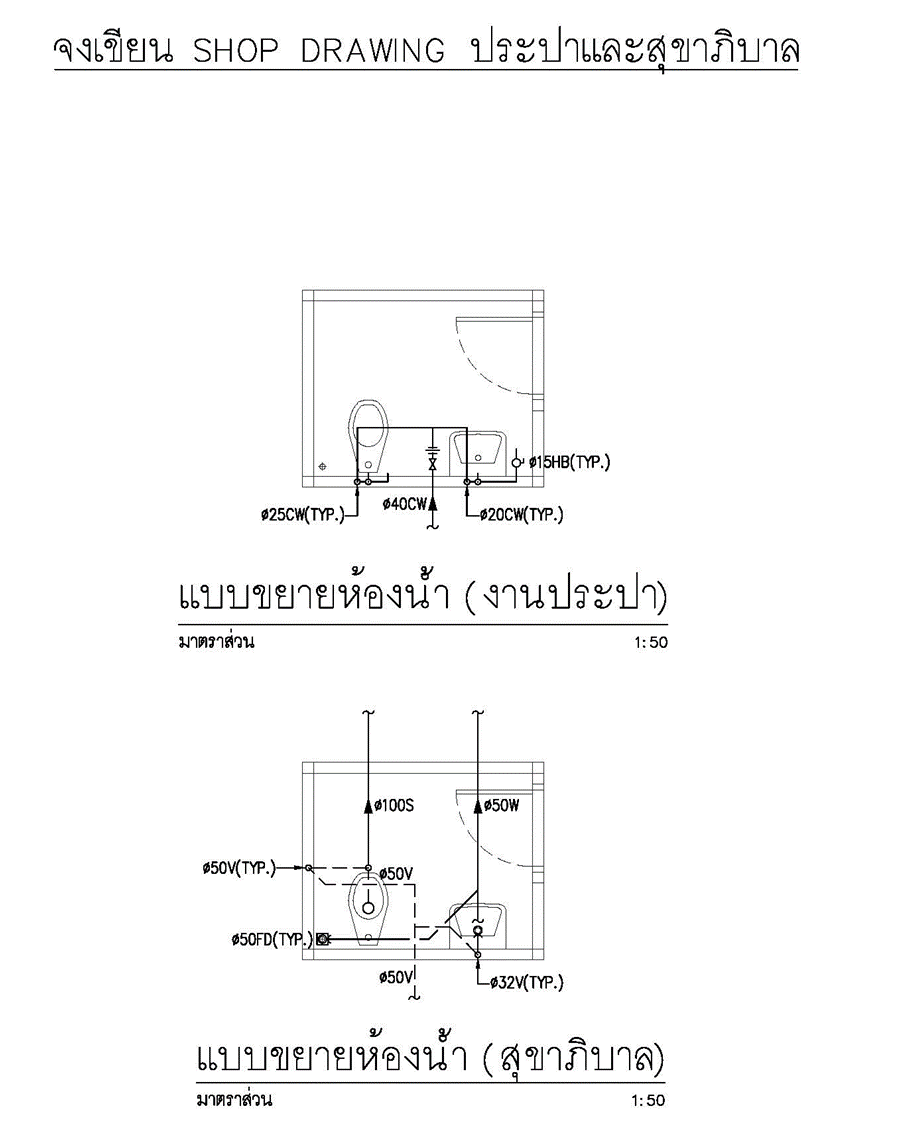 จงเขียน SHOP DRAWING ประปาและสุขาภิบาล
ø15HB(TYP.)
ø25CW(TYP.)
ø40CW
ø20CW(TYP.)
แบบขยายห้องน้ำ (งานประปา)
มาตราส่วน 1:50
ø100S
ø50W
ø50V(TYP.)
ø50V
ø50FD(TYP.)
ø50V
ø32V(TYP.)
แบบขยายห้องน้ำ (สุขาภิบาล)
มาตราส่วน 1:50